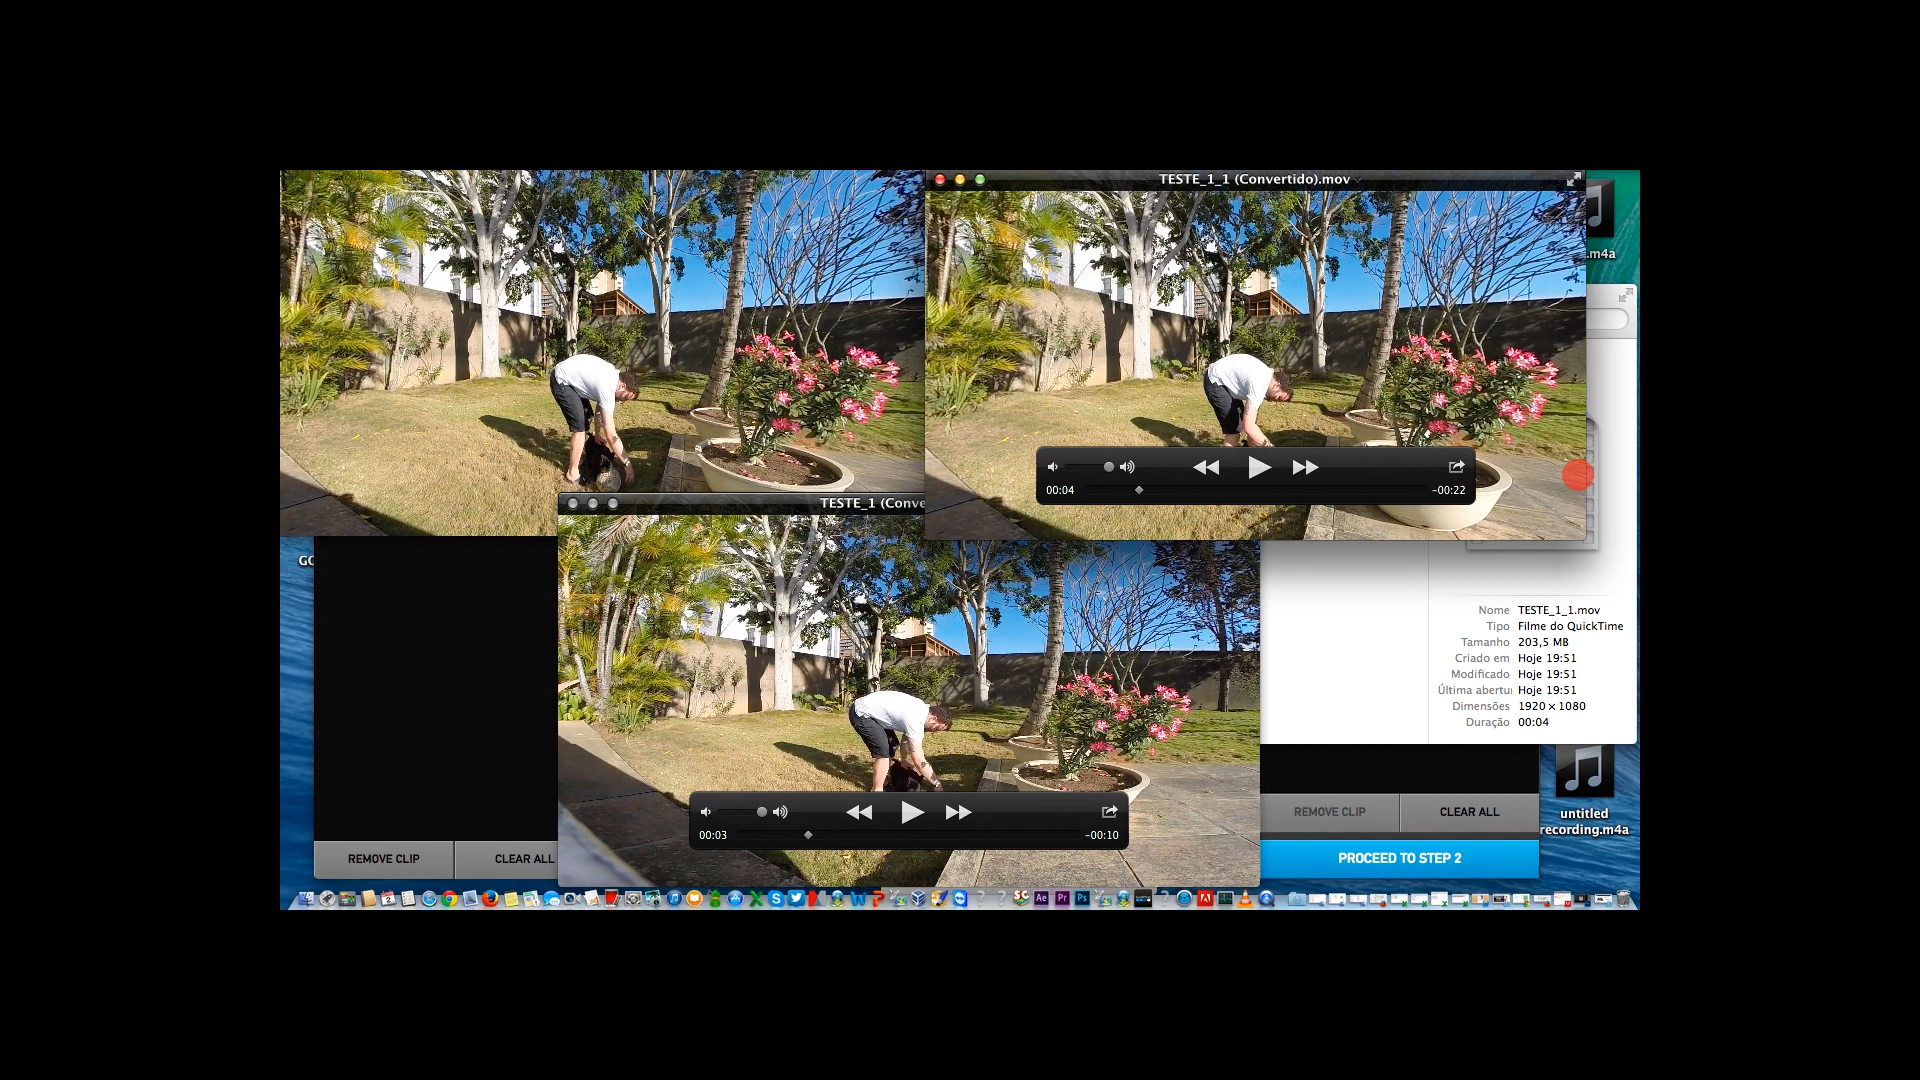 TESTE_1_1 (Convertido).mov
.m4a
00:04
-00:22
TESTE_1 (Conve
GO
Nome TESTE_1_1.mov
Tipo Filme do QuickTime
Tamanho 203,5 MB
Criado em Hoje 19:51
Modificado Hoje 19:51
Última abertu Hoje 19:51
Dimensões 1920 × 1080
Duração 00:04
00:03
-00:10
REMOVE CLIP
CLEAR ALL
REMOVE CLIP
CLEAR ALL
PROCEED TO STEP 2
untitled
recording.m4a
Ae
Pr
Ps